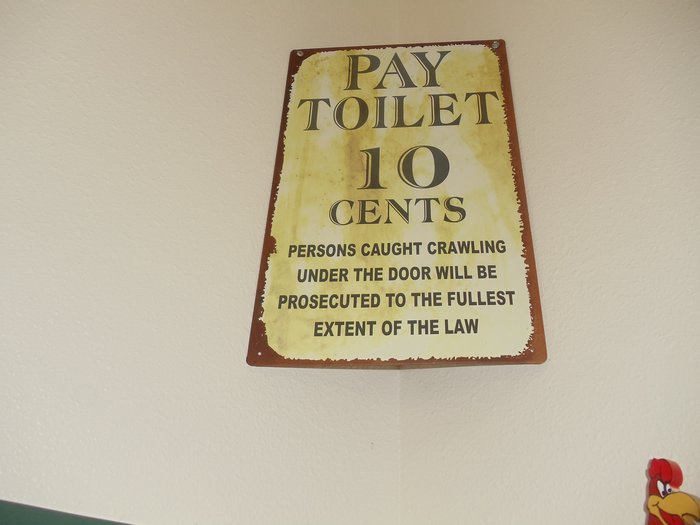 PAY
TOILET
10
CENTS
PERSONS CAUGHT CRAWLING
UNDER THE DOOR WILL BE
PROSECUTED TO THE FULLEST
EXTENT OF THE LAW